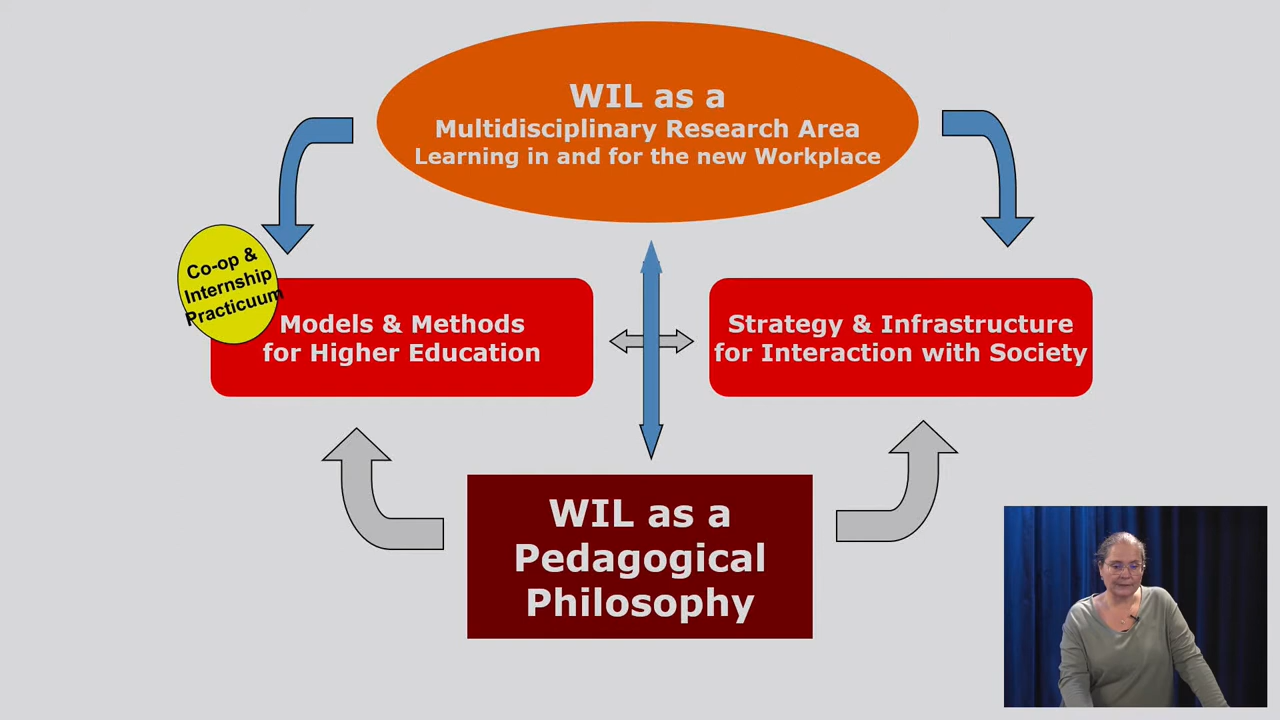 WIL as a
Multidisciplinary Research Area
Learning in and for the new Workplace
Co-op &
Internship
Practicuum
Models & Methods
for Higher Education
Strategy & Infrastructure
for Interaction with Society
WIL as a
Pedagogical
Philosophy